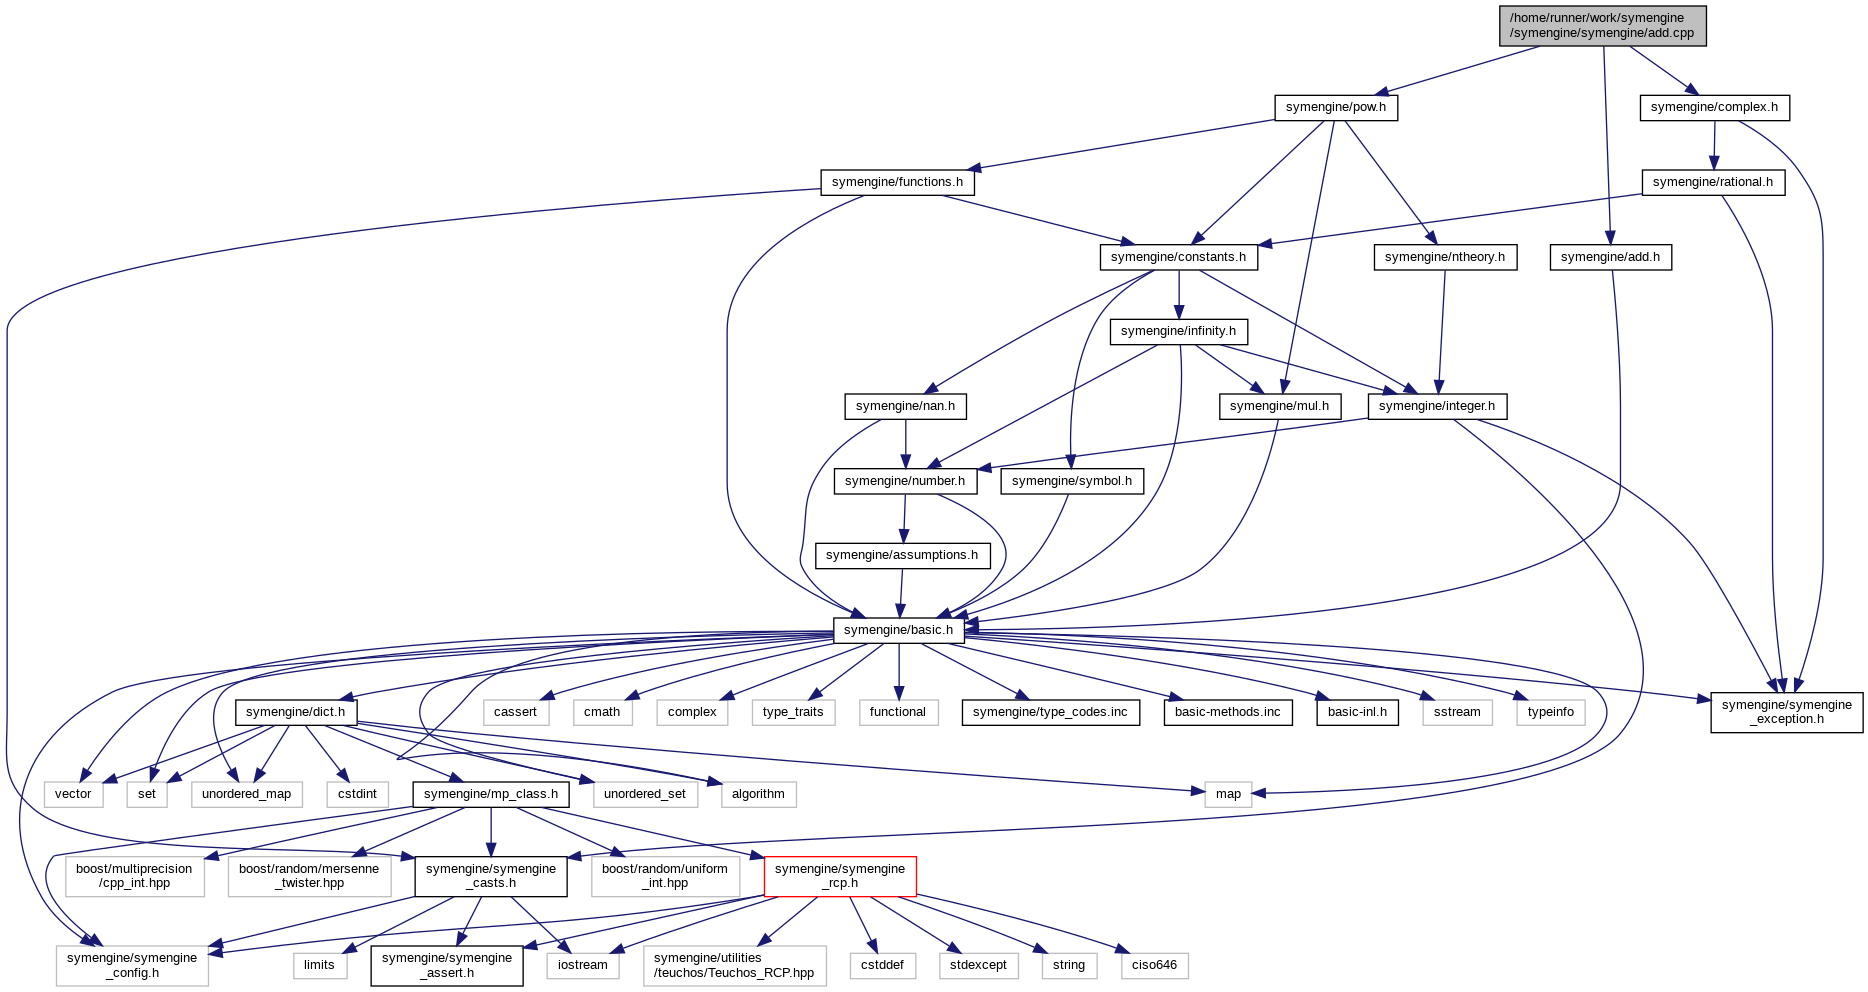 /home/runner/work/symengine
/symengine/symengine/add.cpp
symengine/pow.h
symengine/complex.h
symengine/functions.h
symengine/rational.h
symengine/constants.h
symengine/ntheory.h
symengine/add.h
symengine/infinity.h
symengine/nan.h
symengine/mul.h
symengine/integer.h
symengine/number.h
symengine/symbol.h
symengine/assumptions.h
symengine/basic.h
symengine/dict.h
cassert
cmath
complex
type_traits
functional
symengine/type_codes.inc
basic-methods.inc
basic-inl.h
sstream
typeinfo
symengine/symengine
_exception.h
vector
set
unordered_map
cstdint
symengine/mp_class.h
unordered_set
algorithm
map
boost/multiprecision
/cpp_int.hpp
boost/random/mersenne
_twister.hpp
symengine/symengine
_casts.h
boost/random/uniform
_int.hpp
symengine/symengine
_rcp.h
symengine/symengine
_config.h
limits
symengine/symengine
_assert.h
iostream
symengine/utilities
/teuchos/Teuchos_RCP.hpp
cstddef
stdexcept
string
ciso646